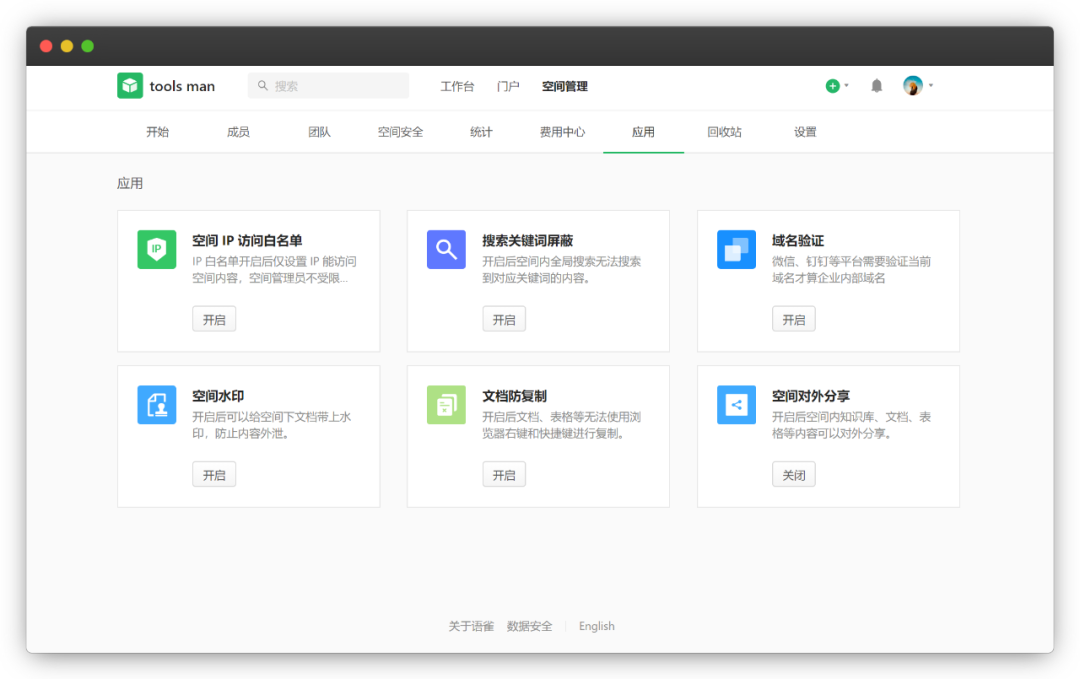 tools man
搜索
工作台 门户 空间管理
开始 成员 团队 空间安全 统计 费用中心 应用 回收站 设置
应用
IP
空间 IP 访问白名单
IP 白名单开启后仅设置 IP 能访问
空间内容，空间管理员不受限...
开启
搜索关键词屏蔽
开启后空间内全局搜索无法搜索
到对应关键词的内容。
开启
域名验证
微信、钉钉等平台需要验证当前
域名才算企业内部域名
开启
空间水印
开启后可以给空间下文档带上水
印，防止内容外泄。
开启
文档防复制
开启后文档、表格等无法使用浏
览器右键和快捷键进行复制。
开启
空间对外分享
开启后空间内知识库、文档、表
格等内容可以对外分享。
关闭
关于语雀 数据安全 English